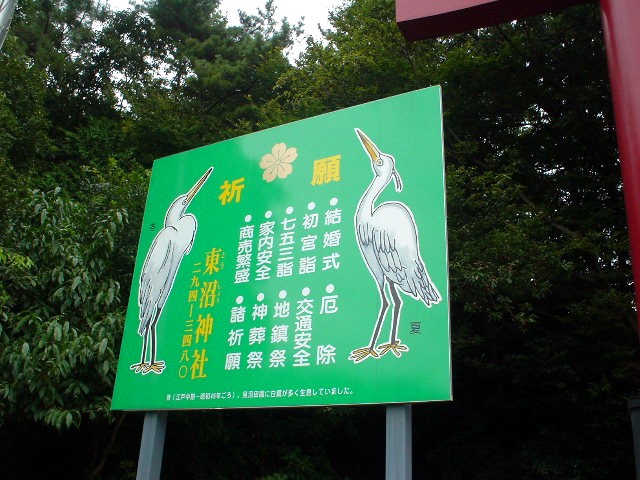 祈願
・結婚式・厄除
・初宮詣・交通安全
・七五三詣・地鎮祭
・家内安全・神葬祭
・商売繁盛・諸祈願
東沼神社
二九四ー三四八〇
冬
夏